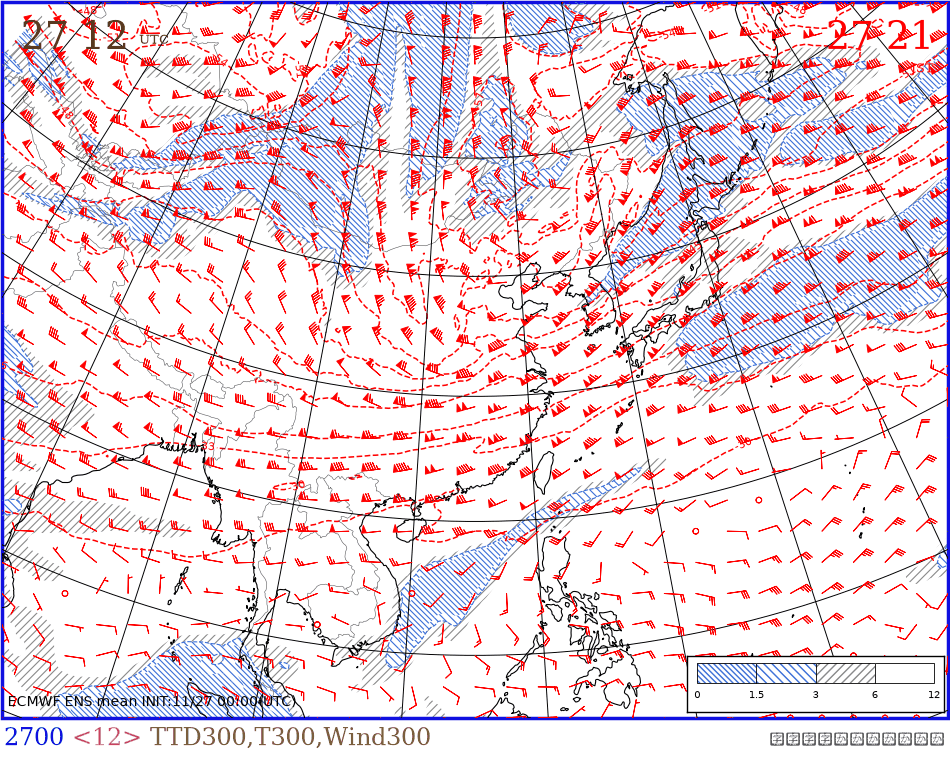 27 12 UTC 27 21
0 1.5 3 6 12
ECMWF ENS mean INIT:11/27 00:00(UTC)
2700 <12> TTD300,T300,Wind300